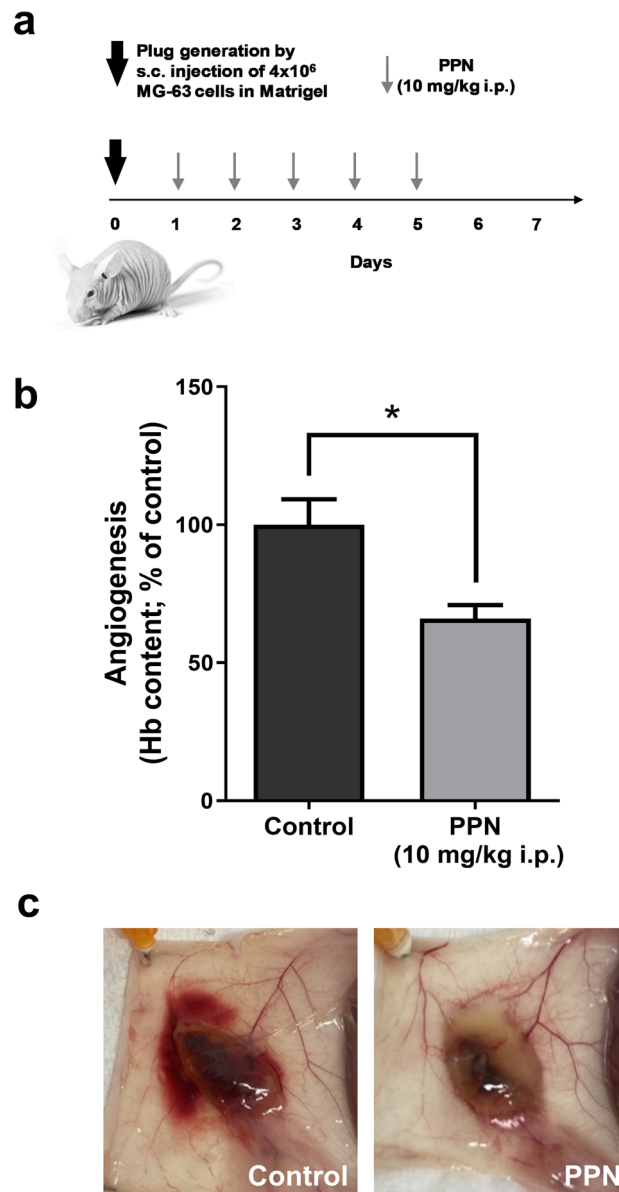 a
Plug generation by
s.c. injection of 4x10⁶
MG-63 cells in Matrigel
PPN
(10 mg/kg i.p.)
0 1 2 3 4 5 6 7
Days
b
150
100
50
0
Angiogenesis
(Hb content; % of control)
*
Control
PPN
(10 mg/kg i.p.)
c
Control
PPN